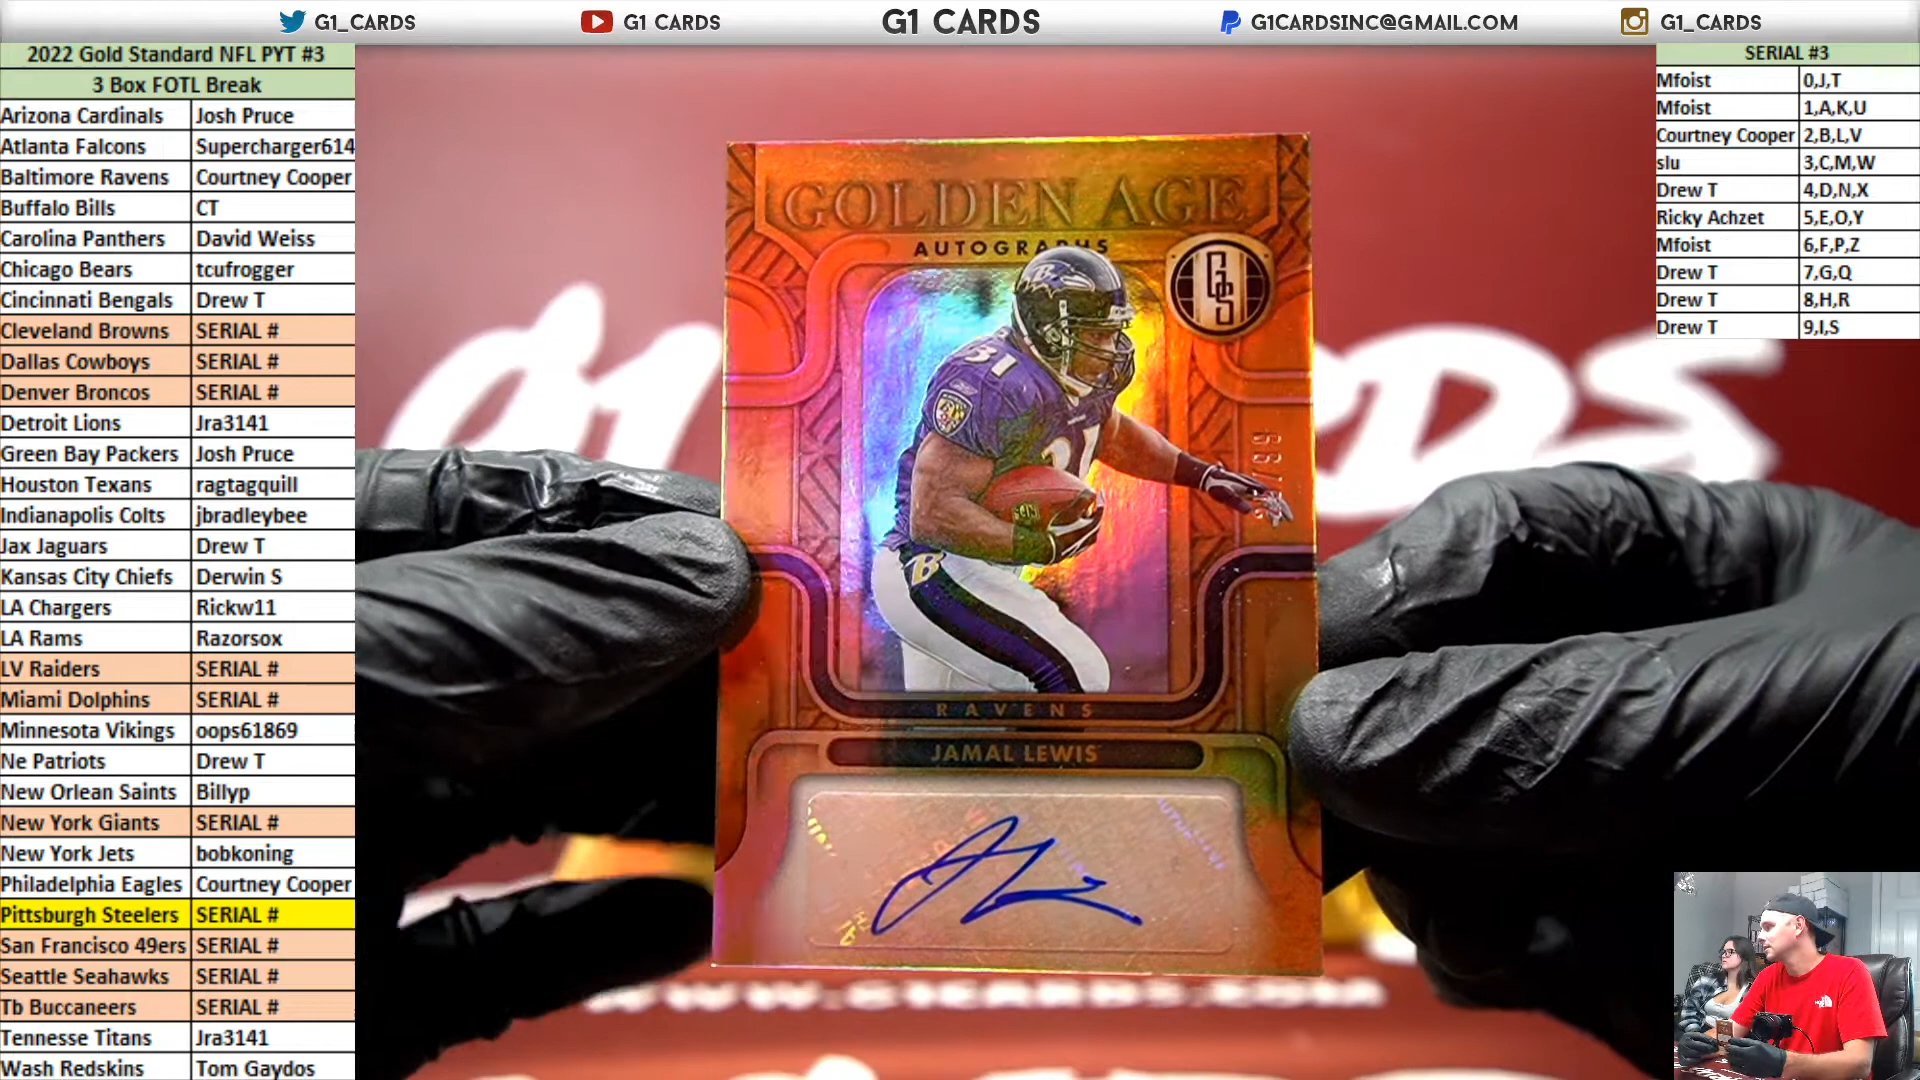 G1_CARDS G1 CARDS G1 CARDS G1CARDSINC@GMAIL.COM G1_CARDS
2022 Gold Standard NFL PYT #3
3 Box FOTL Break
Arizona Cardinals Josh Pruce
Atlanta Falcons Supercharger614
Baltimore Ravens Courtney Cooper
Buffalo Bills CT
Carolina Panthers David Weiss
Chicago Bears tcufrogger
Cincinnati Bengals Drew T
Cleveland Browns SERIAL #
Dallas Cowboys SERIAL #
Denver Broncos SERIAL #
Detroit Lions Jra3141
Green Bay Packers Josh Pruce
Houston Texans ragtagquill
Indianapolis Colts jbradleybee
Jax Jaguars Drew T
Kansas City Chiefs Derwin S
LA Chargers Rickw11
LA Rams Razorsox
LV Raiders SERIAL #
Miami Dolphins SERIAL #
Minnesota Vikings oops61869
Ne Patriots Drew T
New Orlean Saints Billyp
New York Giants SERIAL #
New York Jets bobkoning
Philadelphia Eagles Courtney Cooper
Pittsburgh Steelers SERIAL #
San Francisco 49ers SERIAL #
Seattle Seahawks SERIAL #
Tb Buccaneers SERIAL #
Tennesse Titans Jra3141
Wash Redskins Tom Gaydos
GOLDEN AGE
AUTOGRAPHS
GS
31
31
B
RAVENS
JAMAL LEWIS
WWW.G1CARDS.COM
SERIAL #3
Mfoist 0,J,T
Mfoist 1,A,K,U
Courtney Cooper 2,B,L,V
slu 3,C,M,W
Drew T 4,D,N,X
Ricky Achzet 5,E,O,Y
Mfoist 6,F,P,Z
Drew T 7,G,Q
Drew T 8,H,R
Drew T 9,I,S